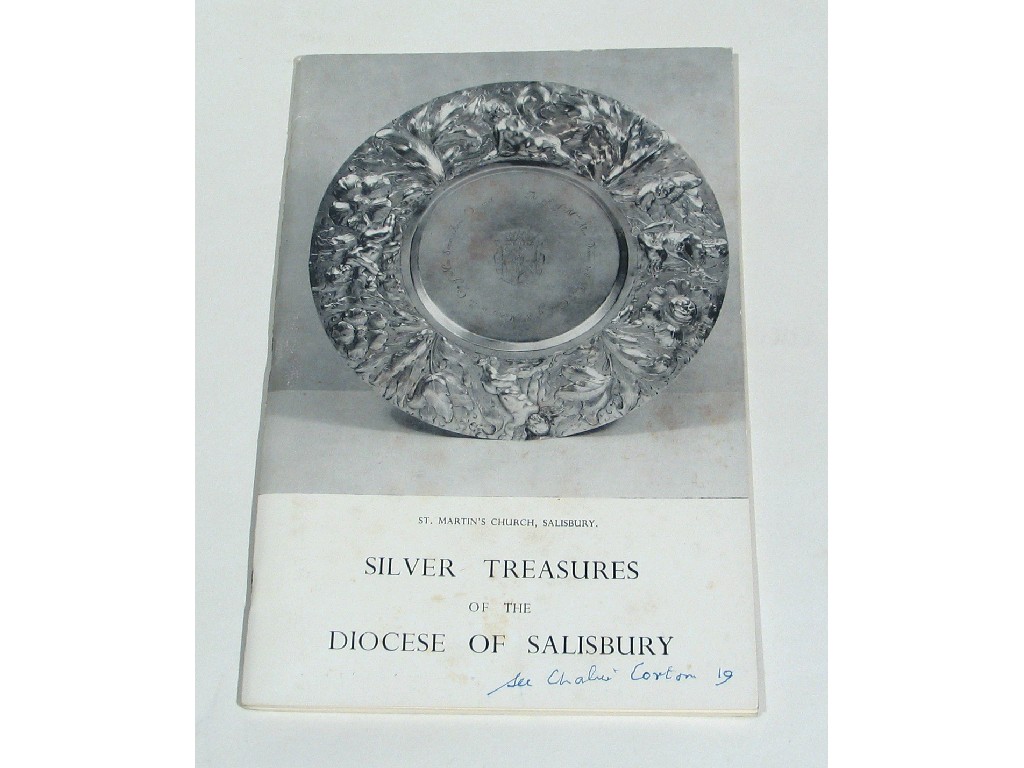 ST. MARTIN'S CHURCH, SALISBURY.
SILVER TREASURES
OF THE
DIOCESE OF SALISBURY
see Chalice Corton 19